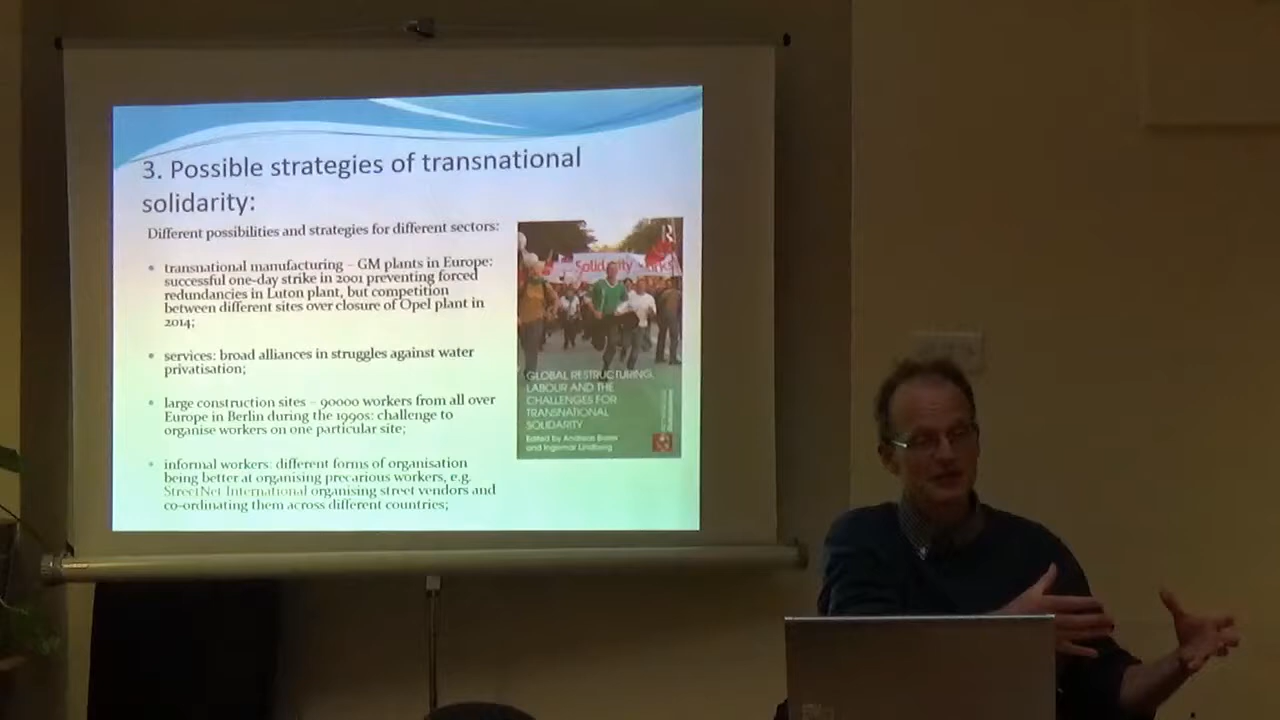 3. Possible strategies of transnational
solidarity:
Different possibilities and strategies for different sectors:
• transnational manufacturing – GM plants in Europe:
successful one-day strike in 2001 preventing forced
redundancies in Luton plant, but competition
between different sites over closure of Opel plant in
2014;
• services: broad alliances in struggles against water
privatisation;
• large construction sites – 90000 workers from all over
Europe in Berlin during the 1990s: challenge to
organise workers on one particular site;
• informal workers: different forms of organisation
being better at organising precarious workers, e.g.
StreetNet International organising street vendors and
co-ordinating them across different countries;
R
Solidarity
GLOBAL RESTRUCTURING,
LABOUR AND THE
CHALLENGES FOR
TRANSNATIONAL
SOLIDARITY
Edited by Andreas Bieler
and Ingemar Lindberg